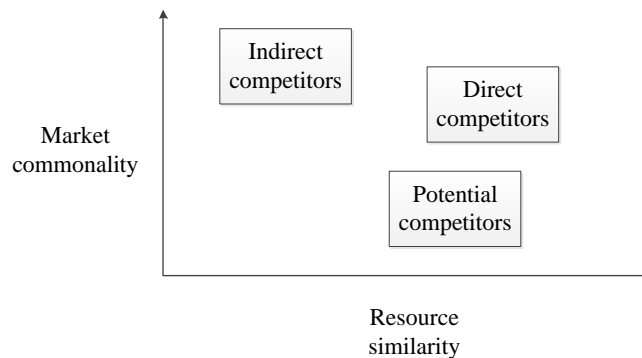 Indirect
competitors
Direct
competitors
Market
commonality
Potential
competitors
Resource
similarity